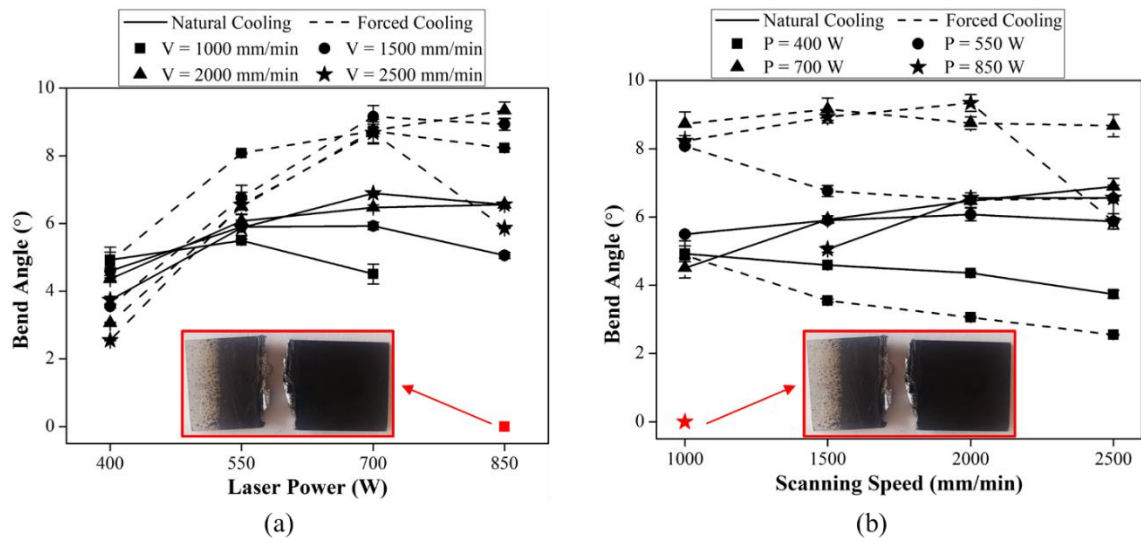 Natural Cooling Forced Cooling
V = 1000 mm/min V = 1500 mm/min
V = 2000 mm/min V = 2500 mm/min
10
8
6
4
2
0
Bend Angle (°)
400 550 700 850
Laser Power (W)
(a)
Natural Cooling Forced Cooling
P = 400 W P = 550 W
P = 700 W P = 850 W
10
8
6
4
2
0
Bend Angle (°)
1000 1500 2000 2500
Scanning Speed (mm/min)
(b)